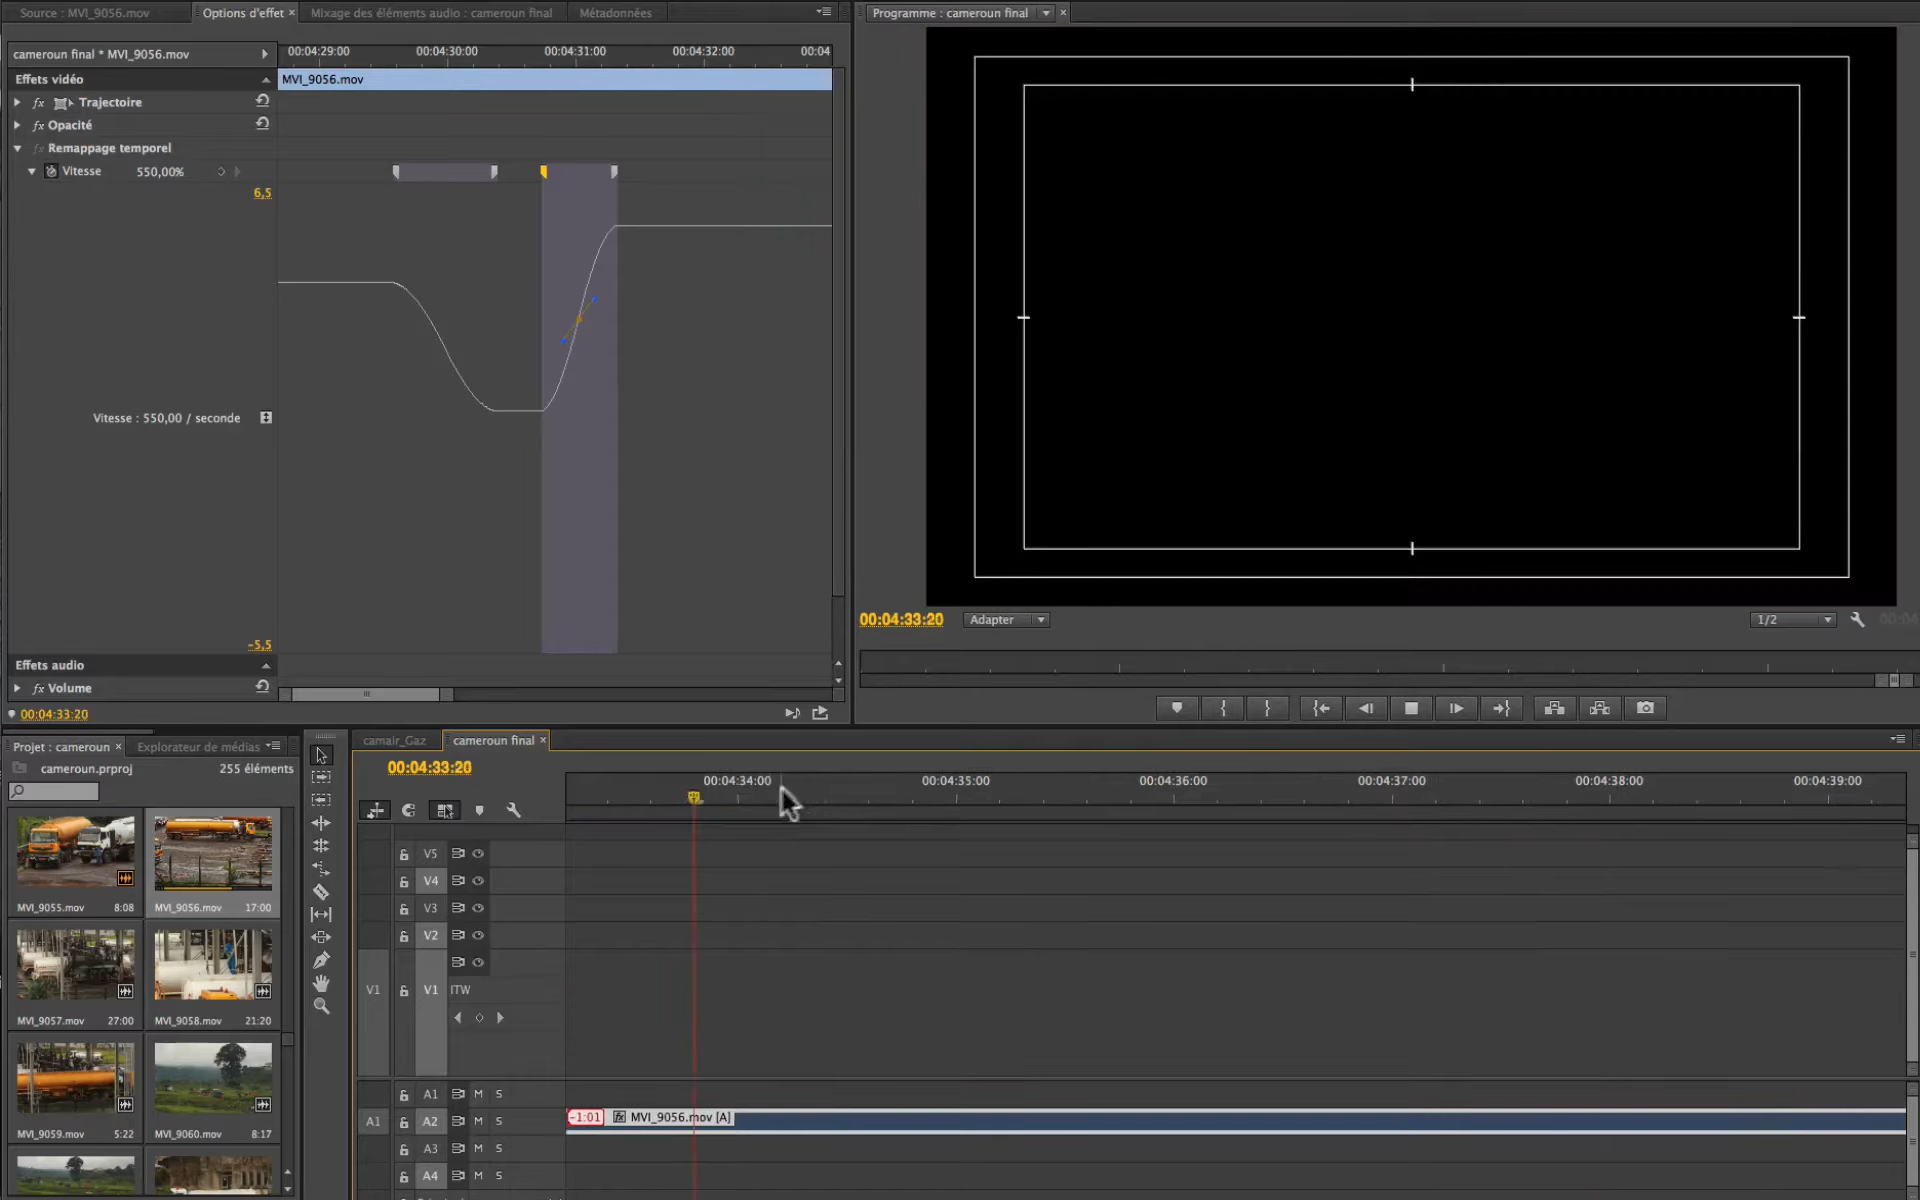 Source : MVI_9056.mov
Options d'effet ×
Mixage des éléments audio : cameroun final
Métadonnées
cameroun final * MVI_9056.mov
00:04:29:00 00:04:30:00 00:04:31:00 00:04:32:00 00:04
Effets vidéo
MVI_9056.mov
fx Trajectoire
fx Opacité
fx Remappage temporel
Vitesse 550,00%
6,5
Vitesse : 550,00 / seconde
-5,5
Effets audio
fx Volume
00:04:33:20
Programme : cameroun final ×
00:04:33:20 Adapter 1/2 00:04
Projet : cameroun ×
Explorateur de médias
cameroun.prproj 255 éléments
MVI_9055.mov 8:08
MVI_9056.mov 17:00
MVI_9057.mov 27:00
MVI_9058.mov 21:20
MVI_9059.mov 5:22
MVI_9060.mov 8:17
camair_Gaz
cameroun final ×
00:04:33:20
00:04:34:00 00:04:35:00 00:04:36:00 00:04:37:00 00:04:38:00 00:04:39:00
V5
V4
V3
V2
V1 V1 ITW
A1 M S
A1 A2 M S
-1:01 fx MVI_9056.mov [A]
A3 M S
A4 M S